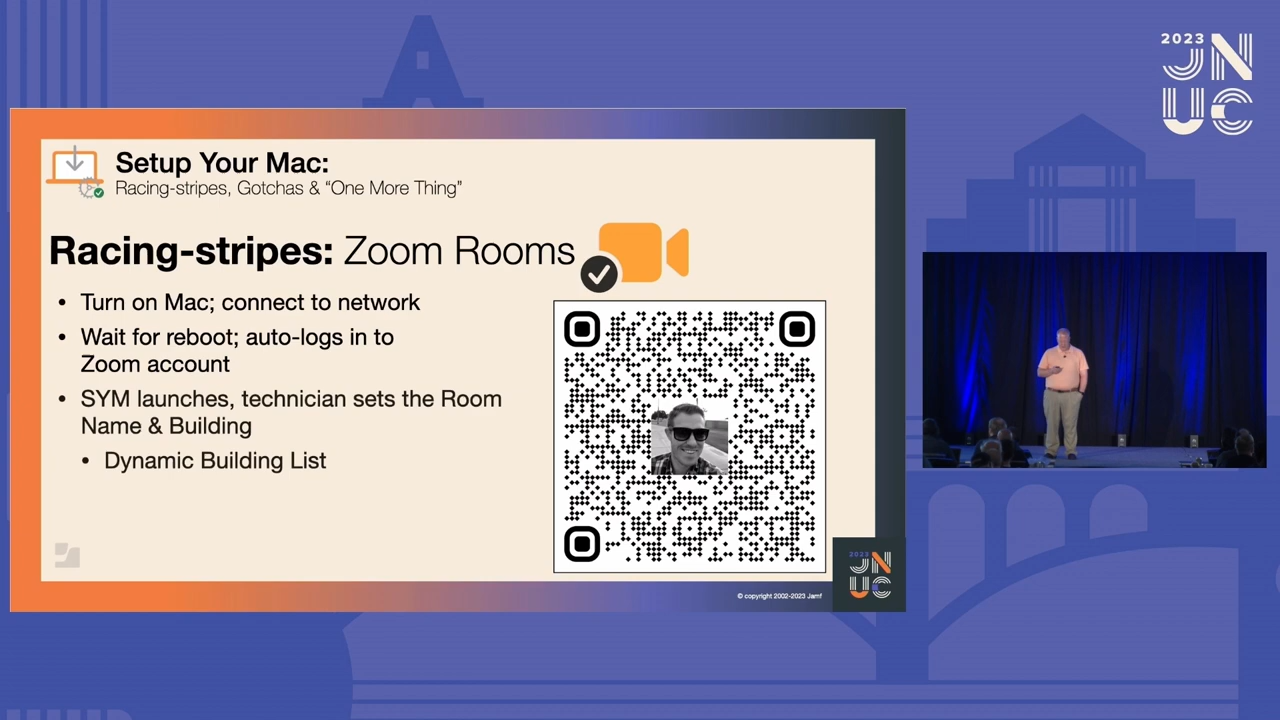 2023
JN
UC
Setup Your Mac:
Racing-stripes, Gotchas & “One More Thing”
Racing-stripes: Zoom Rooms
• Turn on Mac; connect to network
• Wait for reboot; auto-logs in to
Zoom account
• SYM launches, technician sets the Room
Name & Building
• Dynamic Building List
2023
JN
UC
© copyright 2002-2023 Jamf